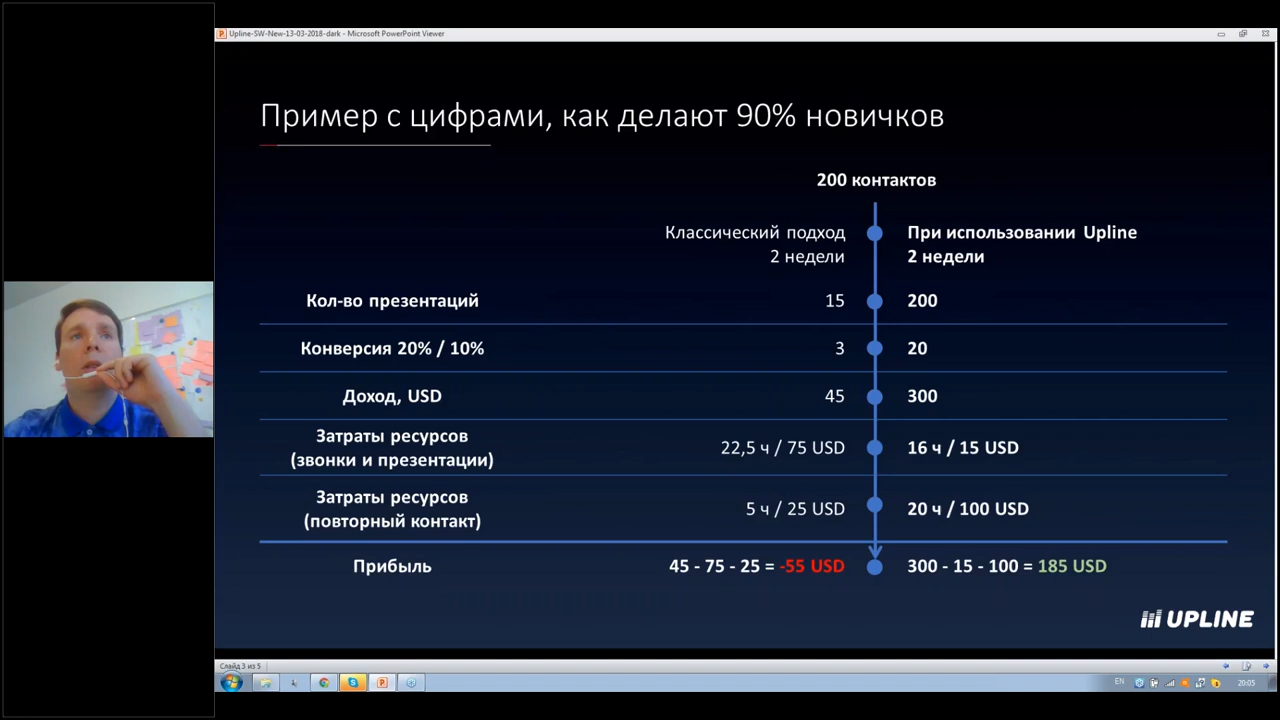 Upline-SW-New-13-03-2018-dark - Microsoft PowerPoint Viewer
Пример с цифрами, как делают 90% новичков
200 контактов
Классический подход
2 недели
При использовании Upline
2 недели
Кол-во презентаций
15
200
Конверсия 20% / 10%
3
20
Доход, USD
45
300
Затраты ресурсов
(звонки и презентации)
22,5 ч / 75 USD
16 ч / 15 USD
Затраты ресурсов
(повторный контакт)
5 ч / 25 USD
20 ч / 100 USD
Прибыль
45 - 75 - 25 = -55 USD
300 - 15 - 100 = 185 USD
UPLINE
Слайд 3 из 5
EN
20:05